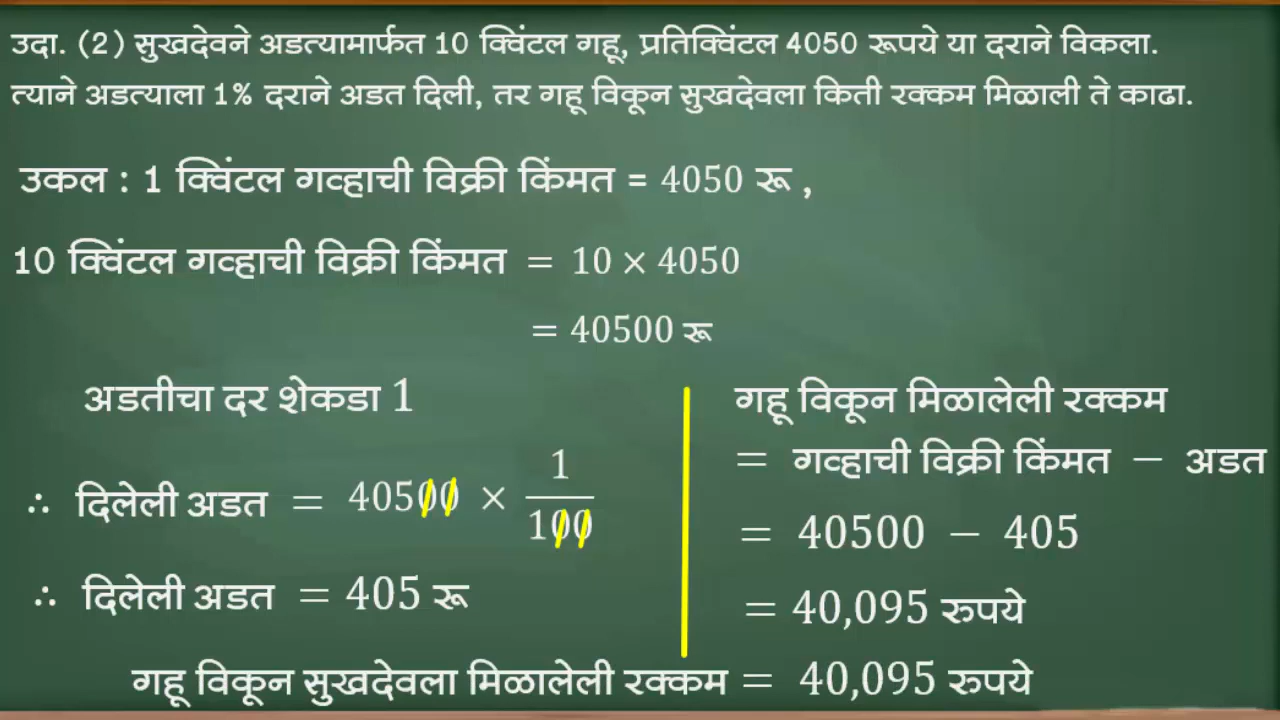 उदा. (2) सुखदेवने अडत्यामार्फत 10 क्विंटल गहू, प्रतिक्विंटल 4050 रूपये या दराने विकला.
त्याने अडत्याला 1% दराने अडत दिली, तर गहू विकून सुखदेवला किती रक्कम मिळाली ते काढा.
उकल : 1 क्विंटल गव्हाची विक्री किंमत = 4050 रू ,
10 क्विंटल गव्हाची विक्री किंमत = 10 × 4050
= 40500 रू
अडतीचा दर शेकडा 1
∴ दिलेली अडत = 40500 × 1/100
∴ दिलेली अडत = 405 रू
गहू विकून मिळालेली रक्कम
= गव्हाची विक्री किंमत − अडत
= 40500 − 405
= 40,095 रुपये
गहू विकून सुखदेवला मिळालेली रक्कम = 40,095 रुपये